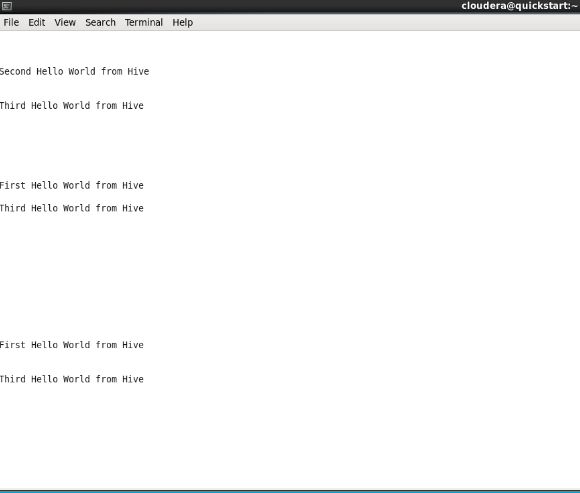 cloudera@quickstart:~
File Edit View Search Terminal Help
Second Hello World from Hive
Third Hello World from Hive
First Hello World from Hive
Third Hello World from Hive
First Hello World from Hive
Third Hello World from Hive